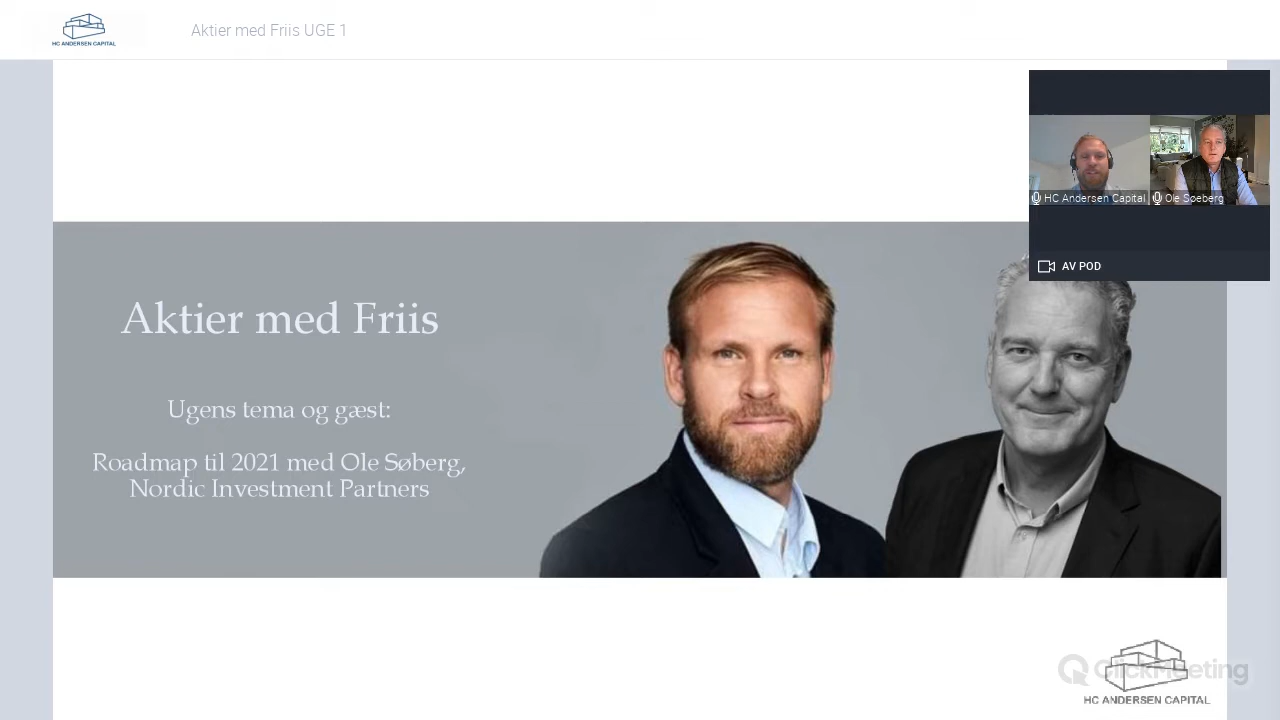 HC ANDERSEN CAPITAL
Aktier med Friis UGE 1
HC Andersen Capital
Ole Søeberg
AV POD
Aktier med Friis
Ugens tema og gæst:
Roadmap til 2021 med Ole Søberg,
Nordic Investment Partners
ClickMeeting
HC ANDERSEN CAPITAL